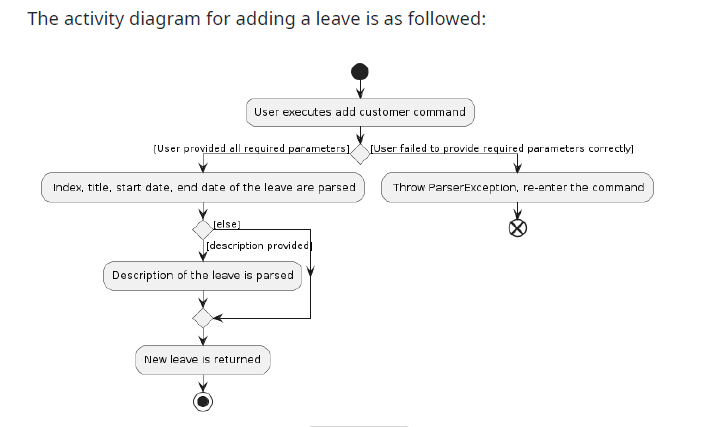 The activity diagram for adding a leave is as followed:
User executes add customer command
[User provided all required parameters]
[User failed to provide required parameters correctly]
Index, title, start date, end date of the leave are parsed
Throw ParserException, re-enter the command
[else]
[description provided]
Description of the leave is parsed
New leave is returned